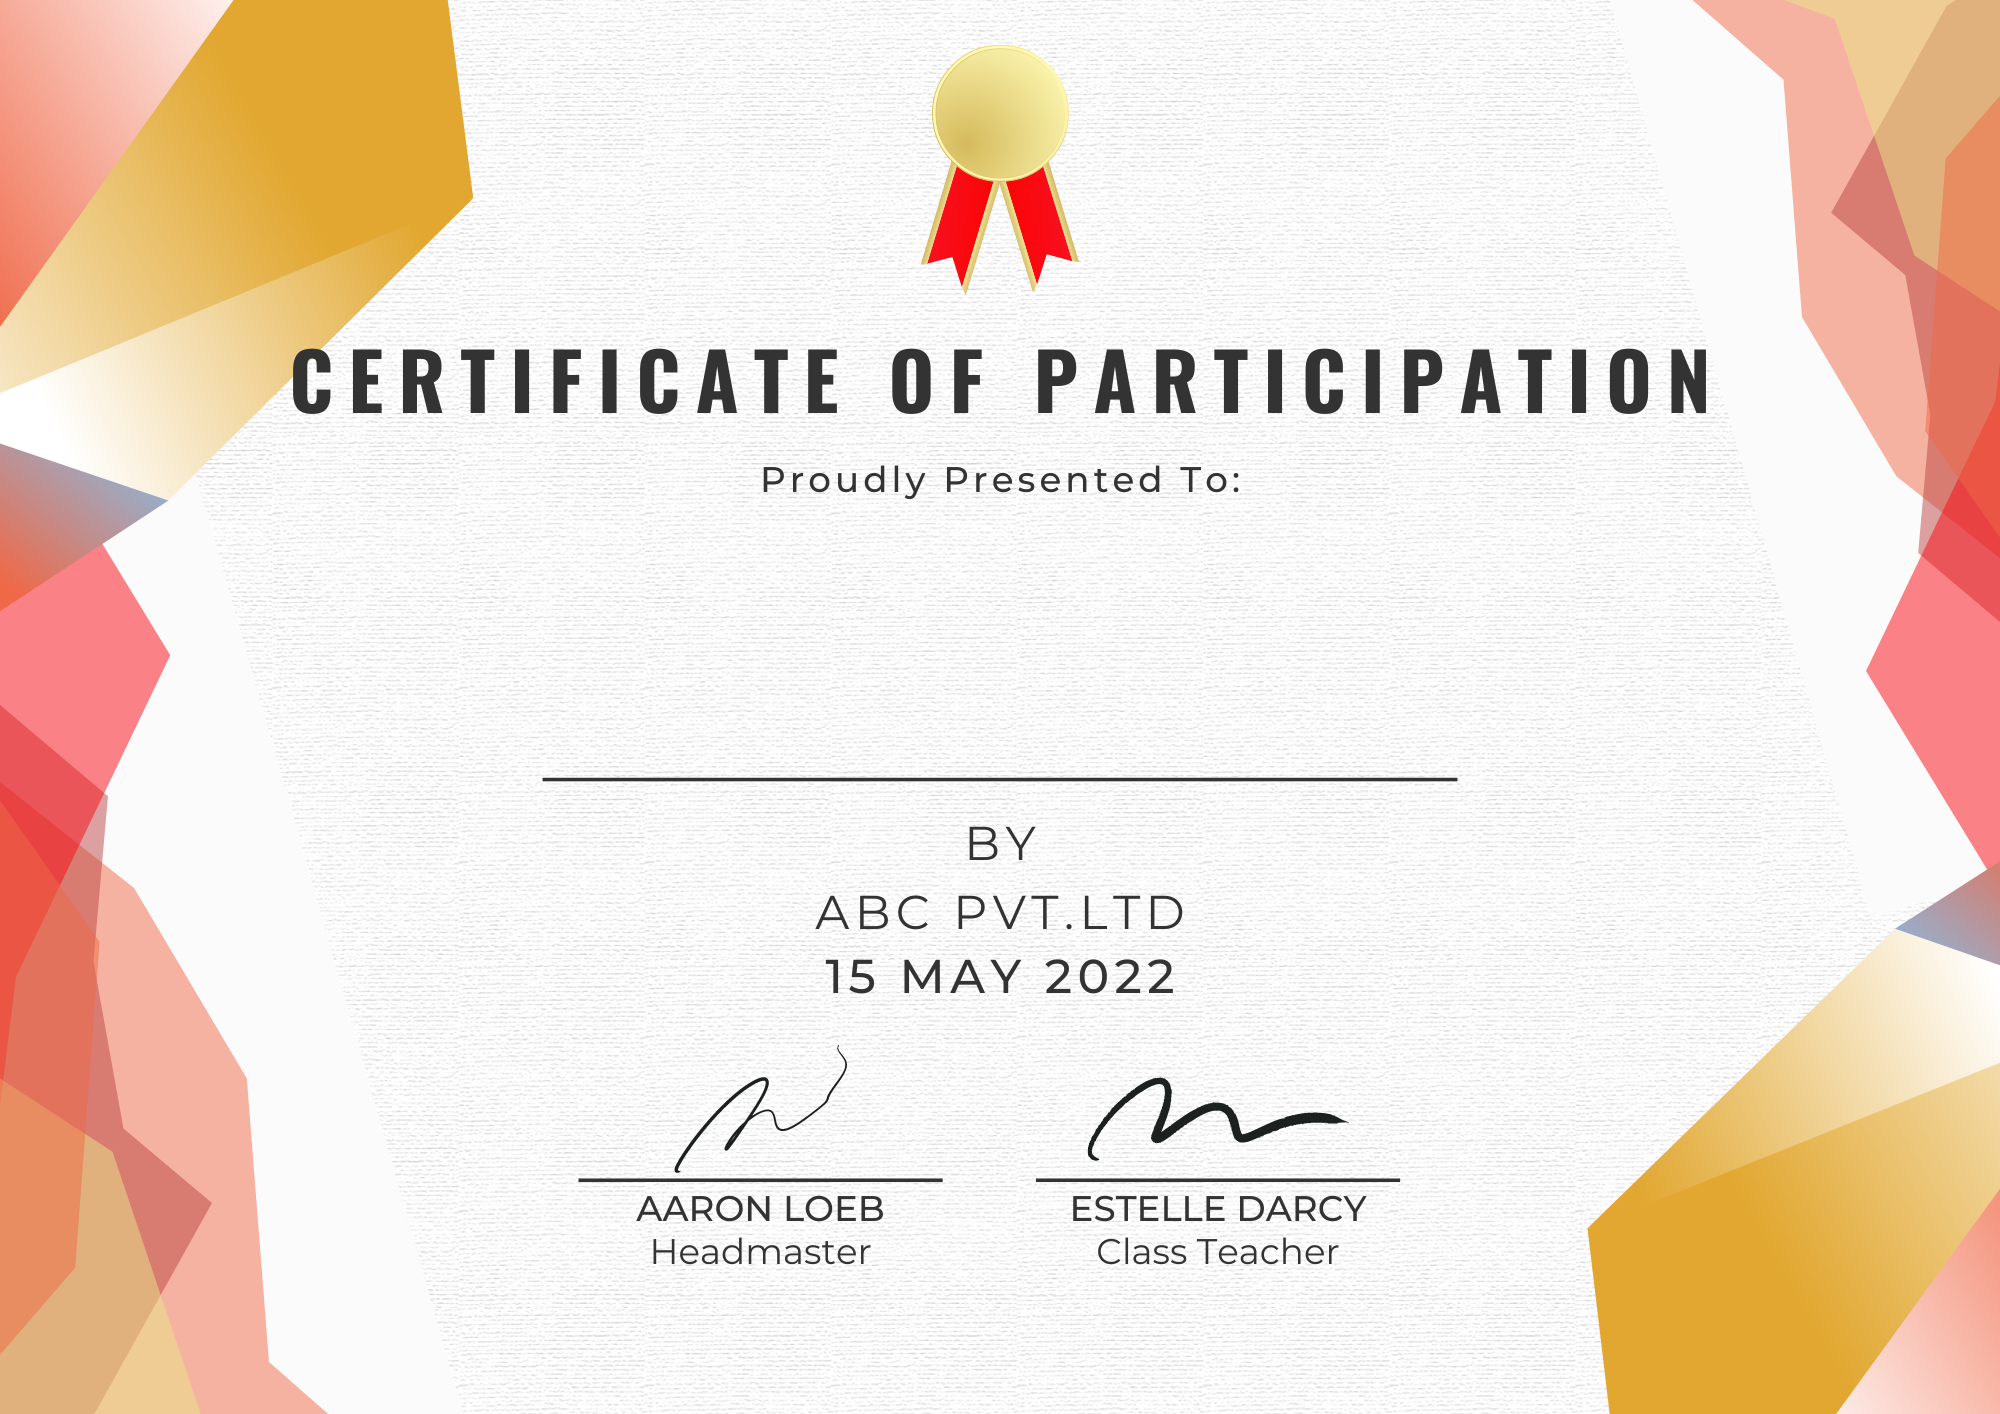 CERTIFICATE OF PARTICIPATION
Proudly Presented To:
BY
ABC PVT.LTD
15 MAY 2022
AARON LOEB
Headmaster
ESTELLE DARCY
Class Teacher